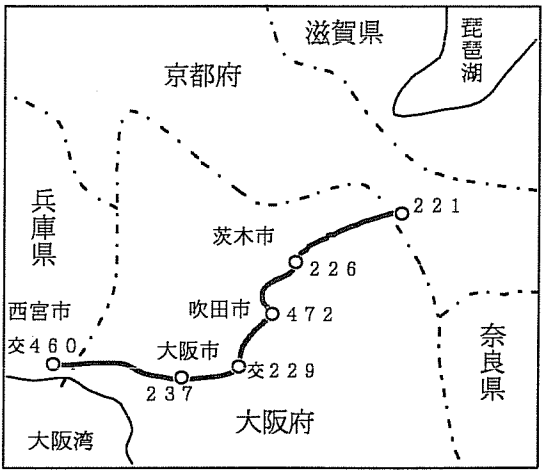 滋賀県
琵琶湖
京都府
兵庫県
221
茨木市
226
西宮市
吹田市
472
交460
大阪市
交229
237
奈良県
大阪府
大阪湾